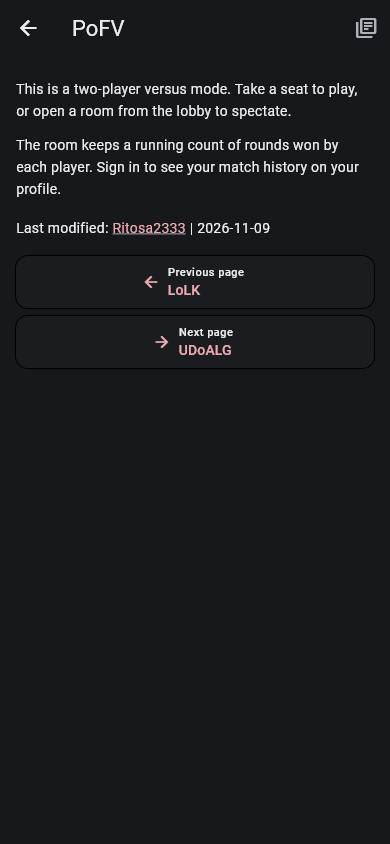 PoFV
This is a two-player versus mode. Take a seat to play,
or open a room from the lobby to spectate.
The room keeps a running count of rounds won by
each player. Sign in to see your match history on your
profile.
Last modified: Ritosa2333 | 2026-11-09
Previous page
LoLK
Next page
UDoALG